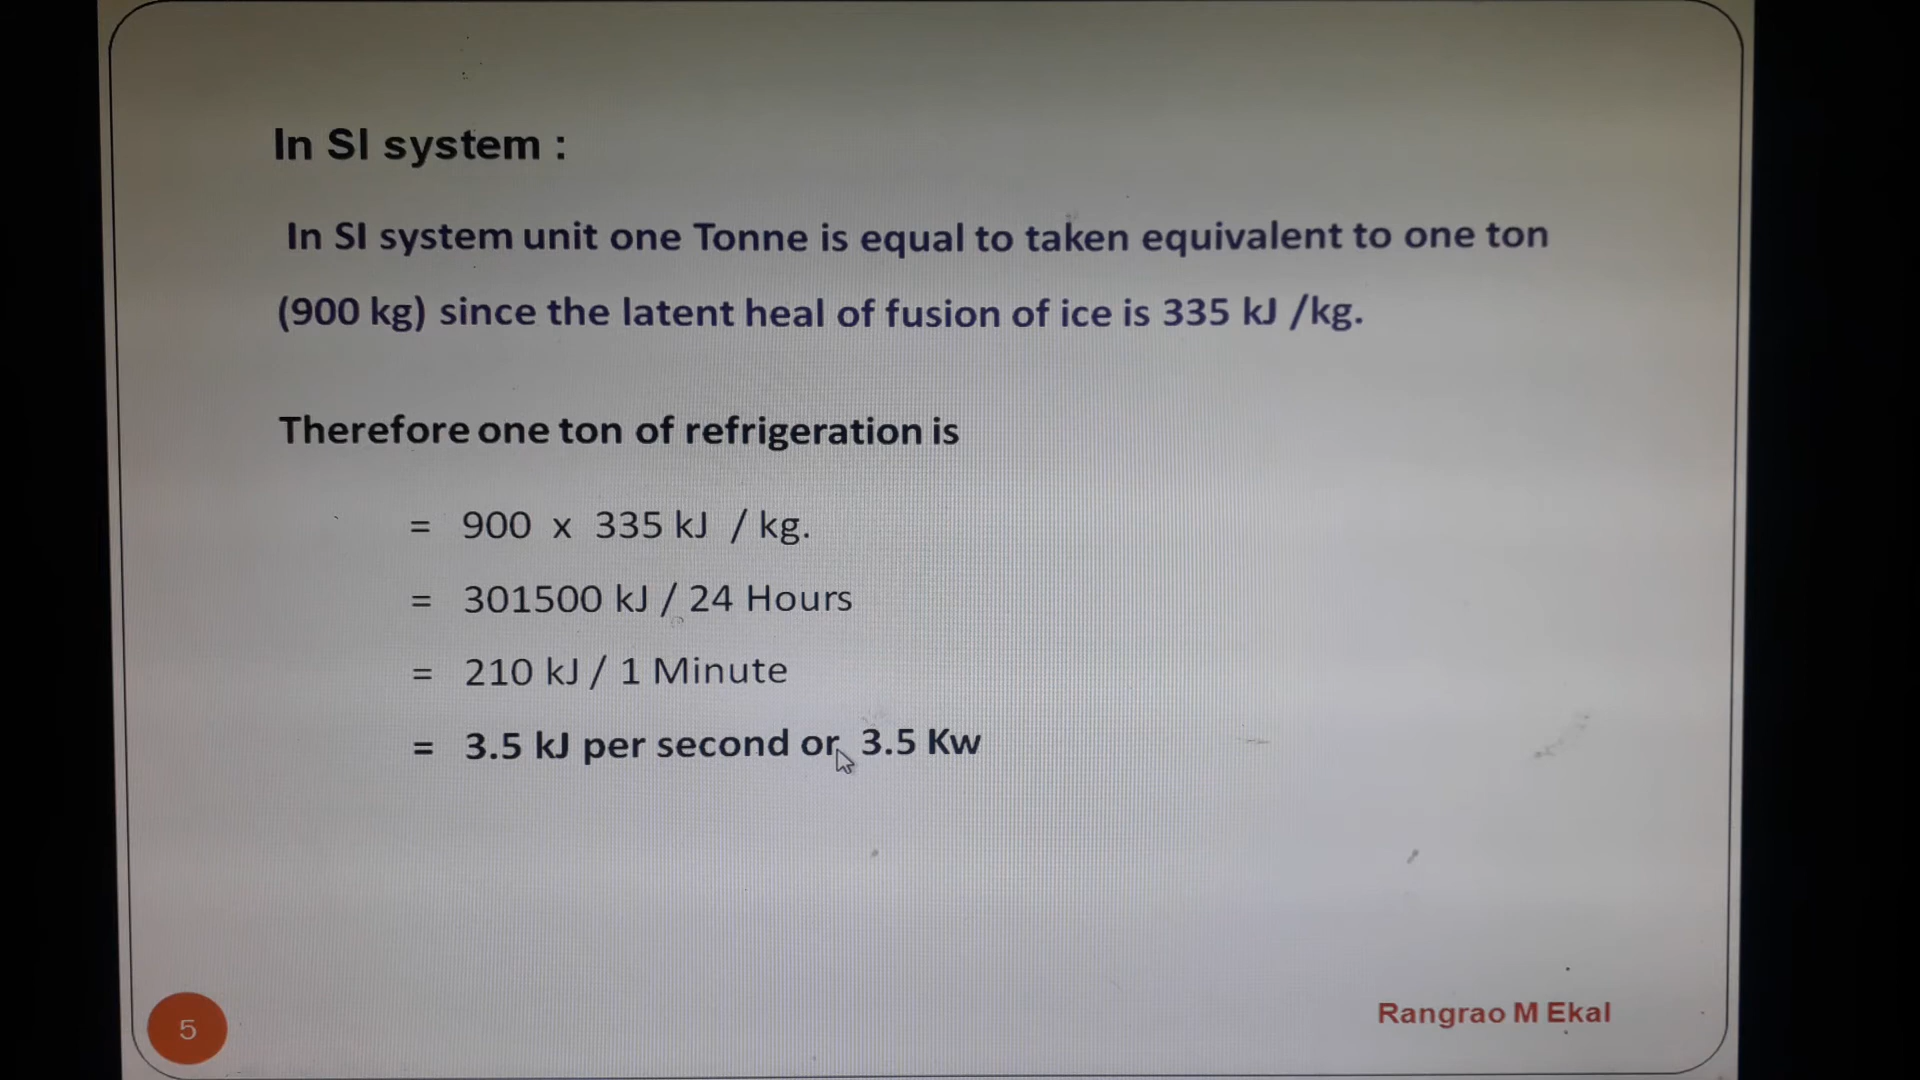 In SI system :
In SI system unit one Tonne is equal to taken equivalent to one ton
(900 kg) since the latent heal of fusion of ice is 335 kJ /kg.
Therefore one ton of refrigeration is
= 900 x 335 kJ / kg.
= 301500 kJ / 24 Hours
= 210 kJ / 1 Minute
= 3.5 kJ per second or 3.5 Kw
5
Rangrao M Ekal